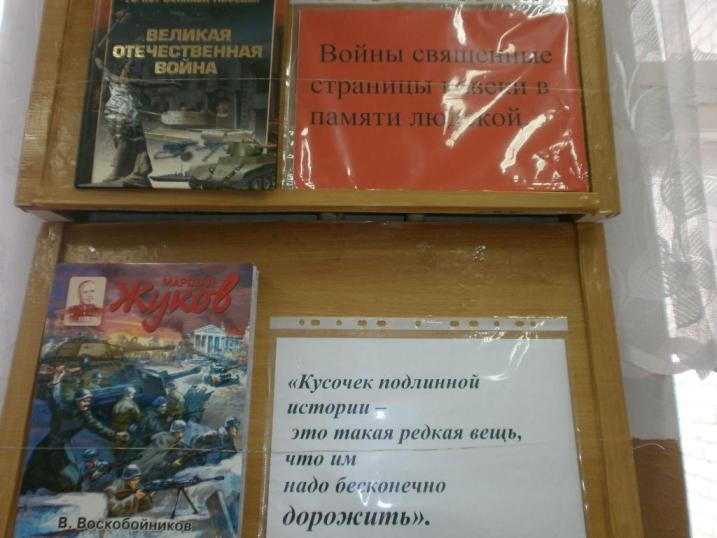 ВЕЛИКАЯ
ОТЕЧЕСТВЕННАЯ
ВОЙНА
Войны священные
страницы навеки в
памяти людской.
МАРШАЛ
Жуков
В. Воскобойников
«Кусочек подлинной
истории –
это такая редкая вещь,
что им
надо бесконечно
дорожить».